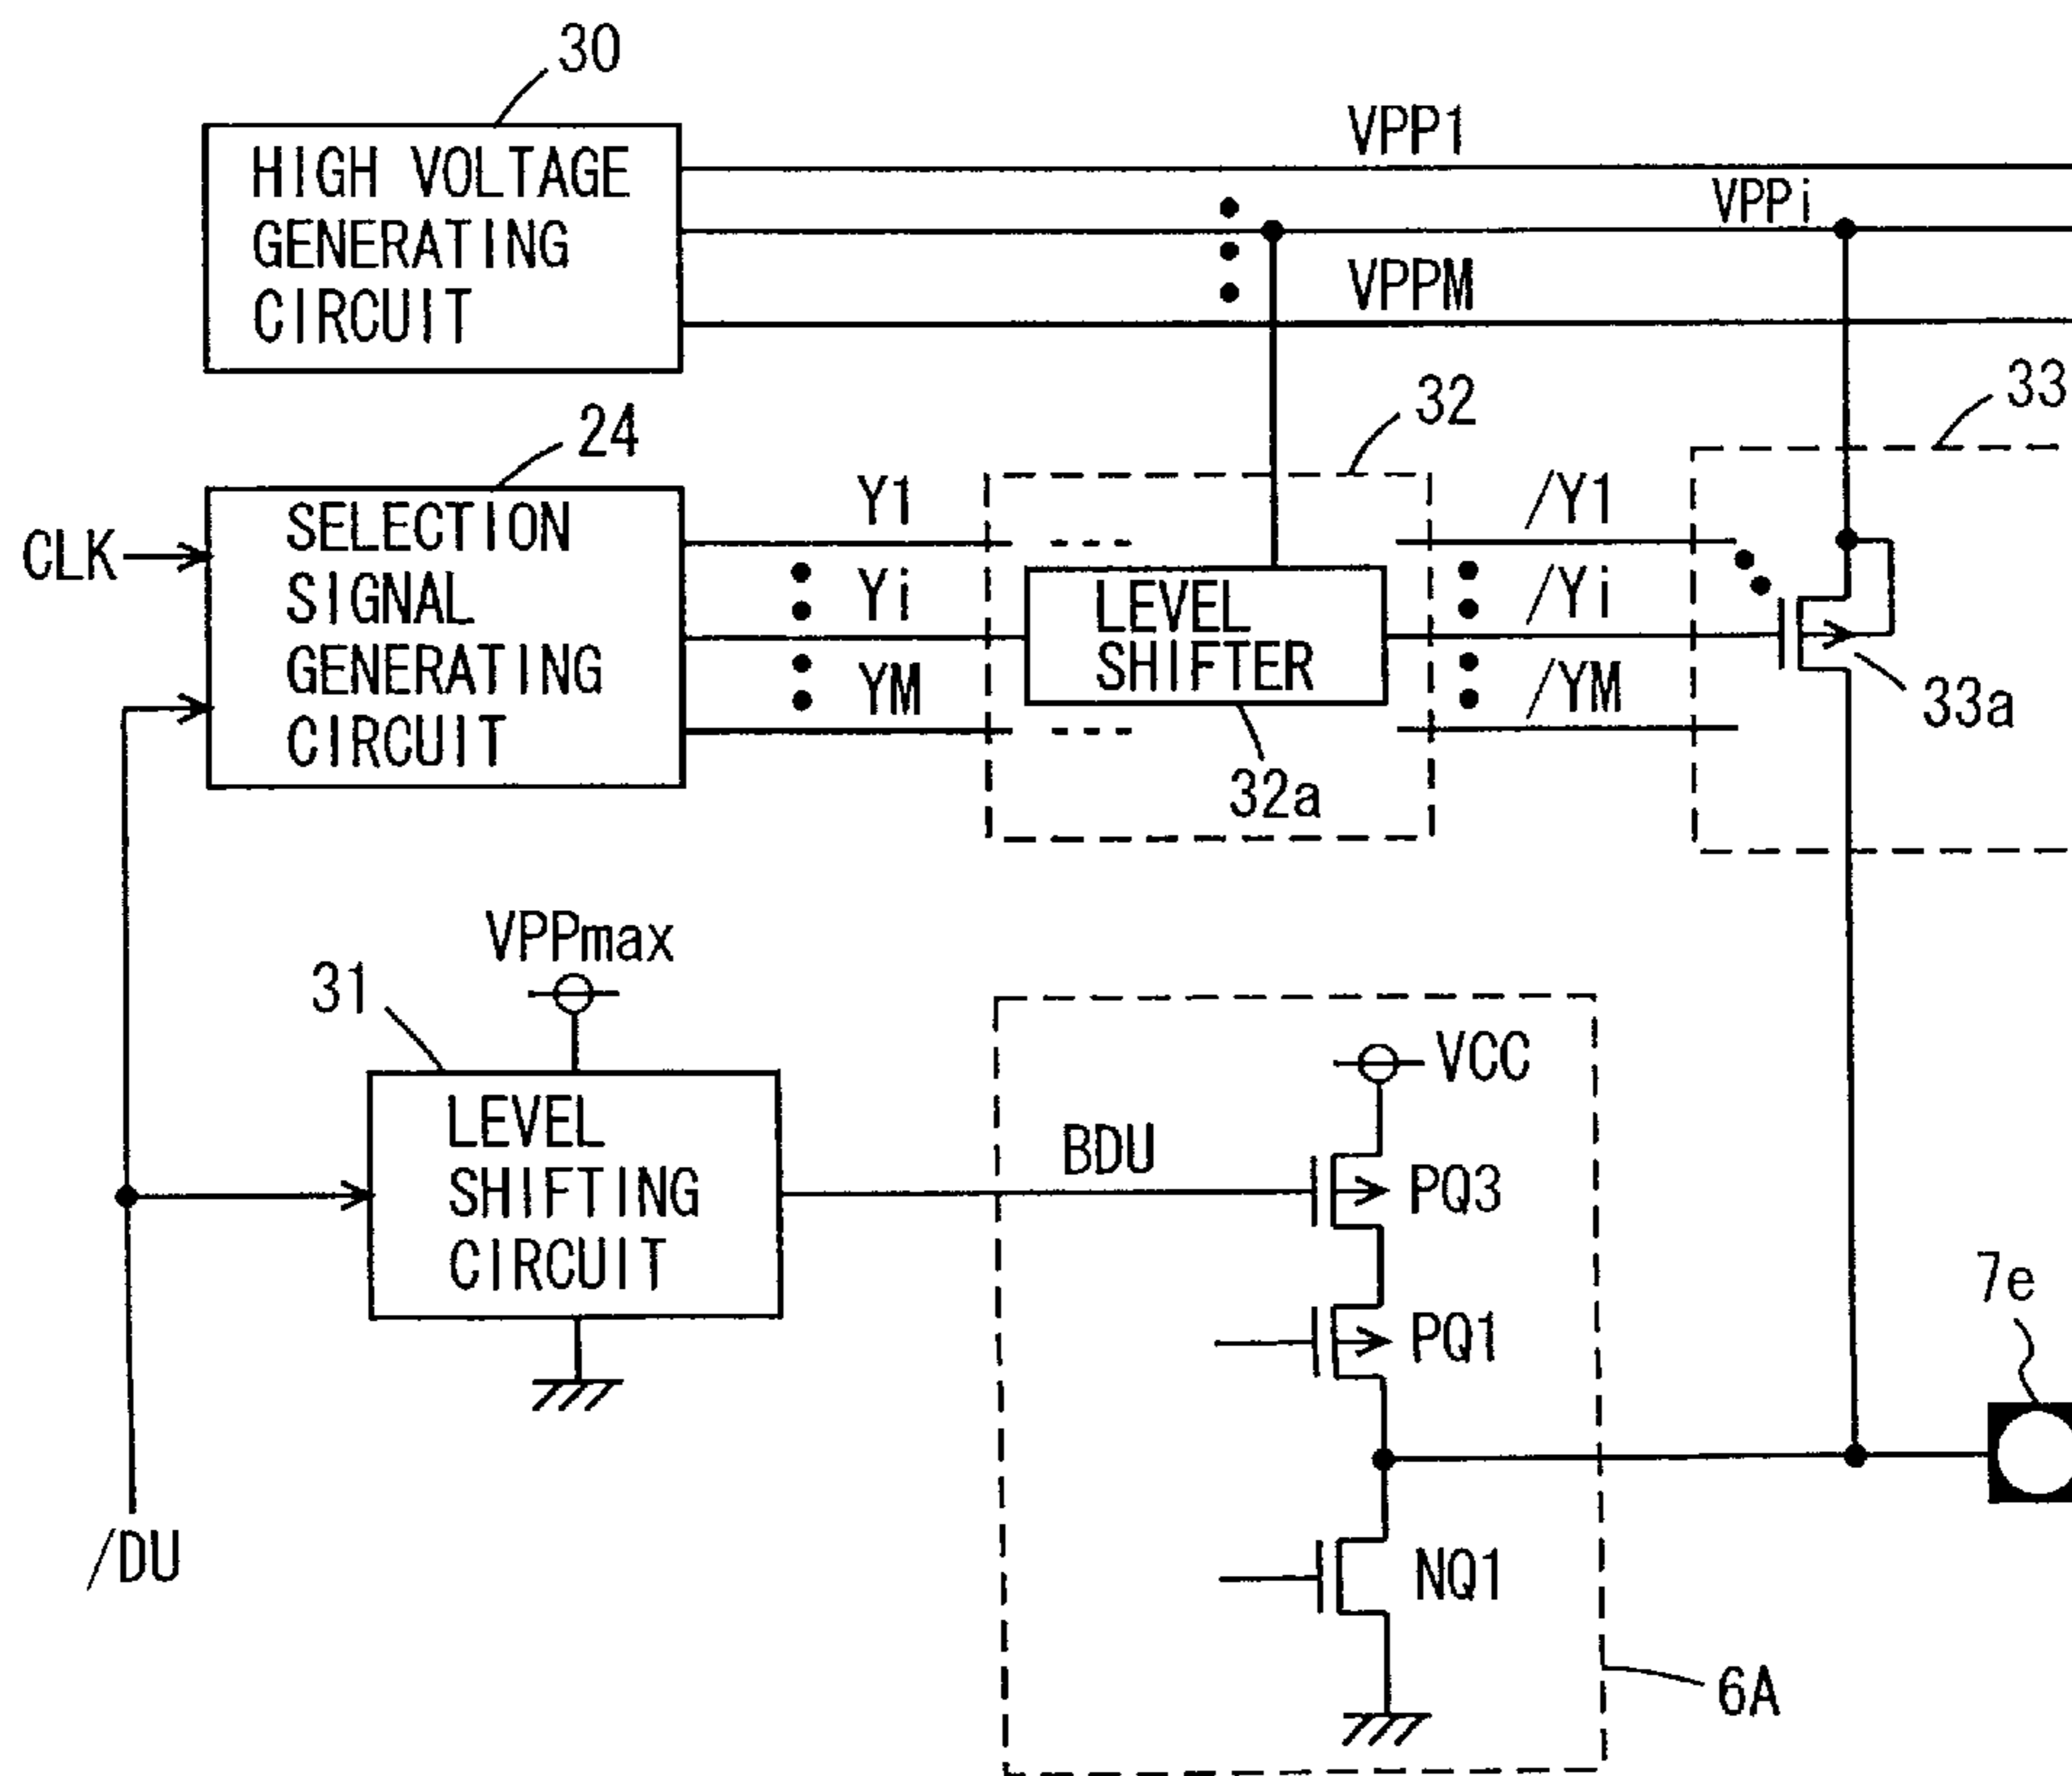 30
HIGH VOLTAGE
GENERATING
CIRCUIT
VPP1
VPPi
VPPM
24
SELECTION
SIGNAL
GENERATING
CIRCUIT
CLK
Y1
Yi
YM
32
LEVEL
SHIFTER
32a
/Y1
/Yi
/YM
33
33a
VPPmax
31
LEVEL
SHIFTING
CIRCUIT
/DU
BDU
VCC
PQ3
PQ1
NQ1
7e
6A